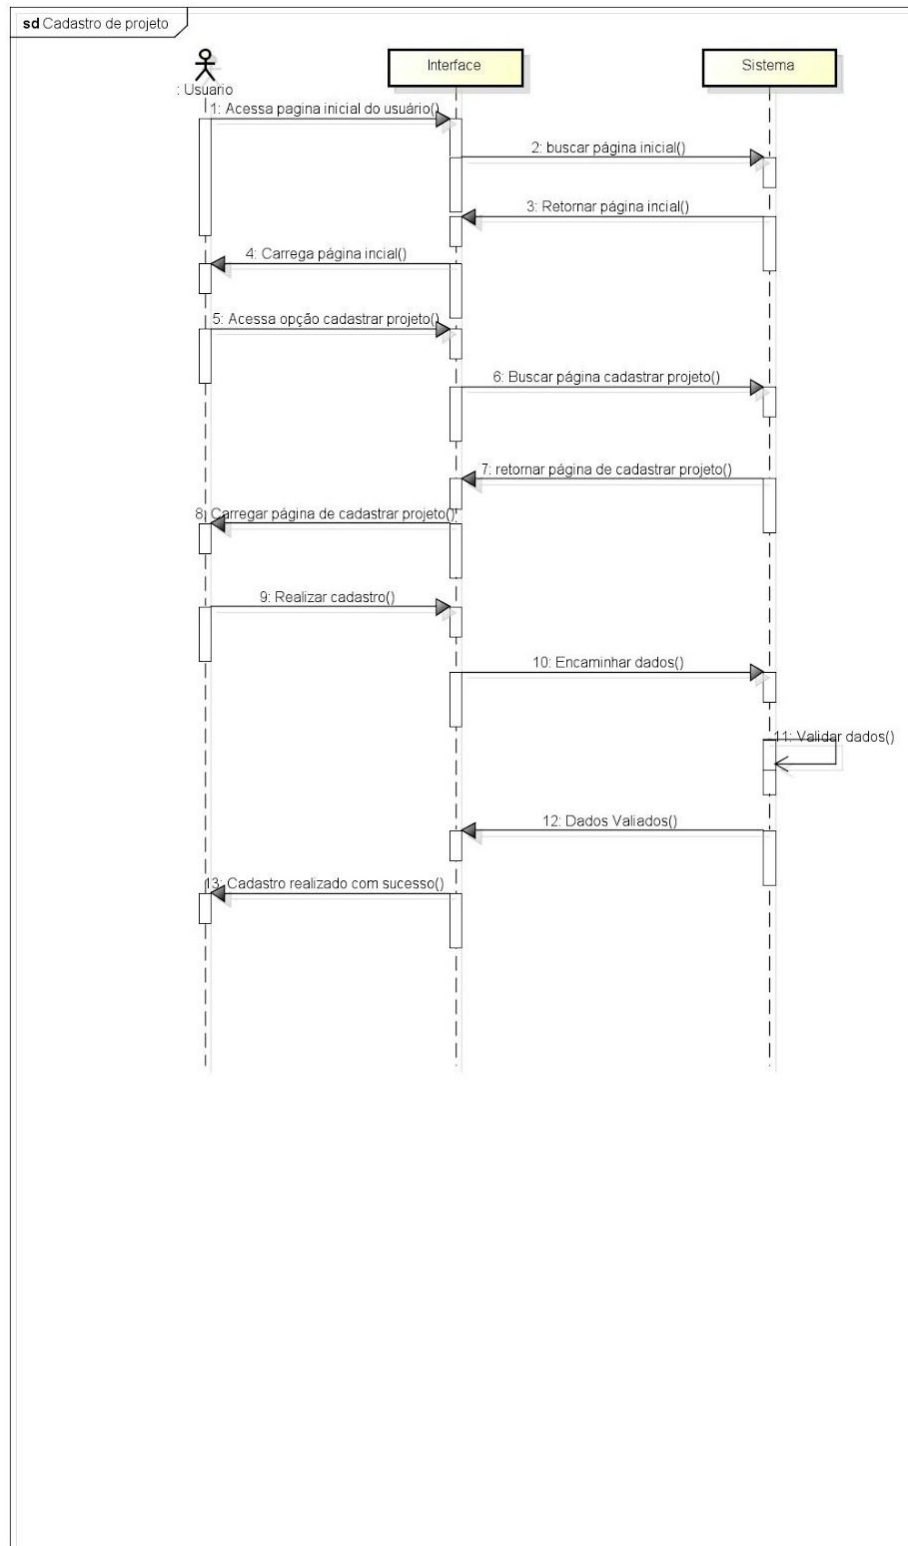 sd Cadastro de projeto
: Usuário
Interface
Sistema
1: Acessa pagina inicial do usuário()
2: buscar página inicial()
3: Retornar página incial()
4: Carrega página incial()
5: Acessa opção cadastrar projeto()
6: Buscar página cadastrar projeto()
7: retornar página de cadastrar projeto()
8: Carregar página de cadastrar projeto()
9: Realizar cadastro()
10: Encaminhar dados()
11: Validar dados()
12: Dados Valiados()
13: Cadastro realizado com sucesso()